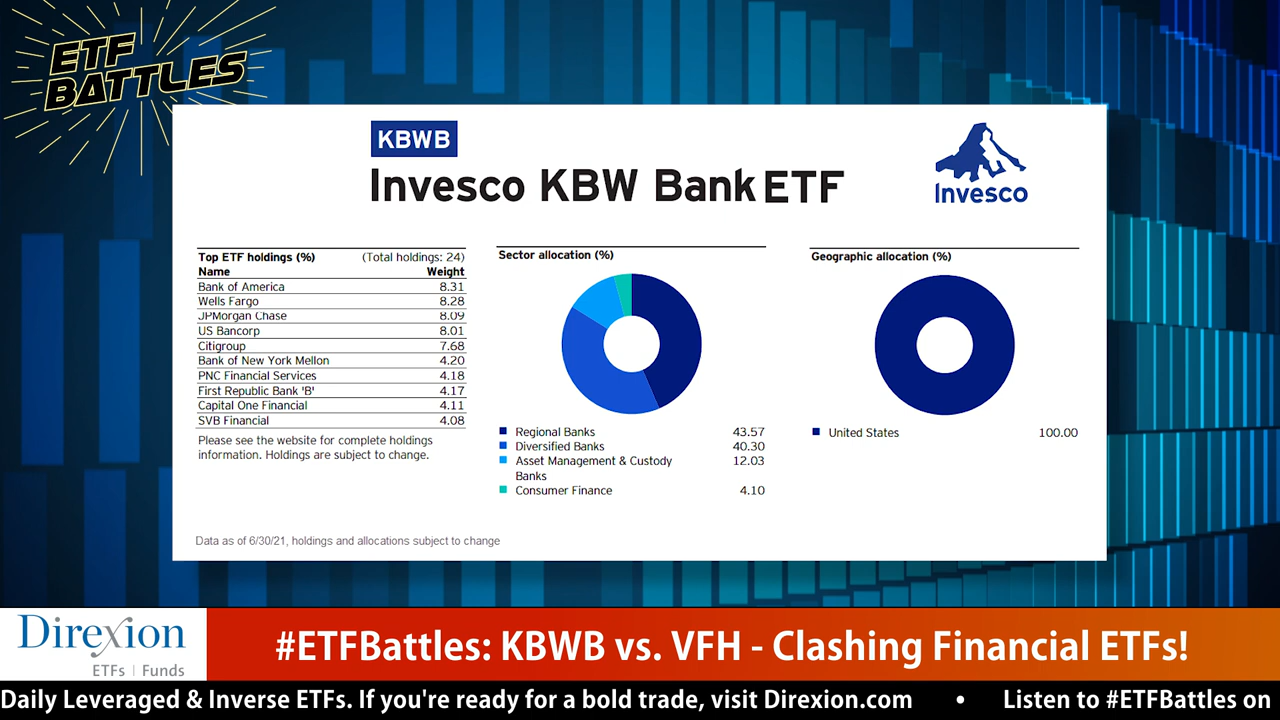 ETF
BATTLES
KBWB
Invesco KBW Bank ETF
Invesco
Top ETF holdings (%) (Total holdings: 24)
Name Weight
Bank of America 8.31
Wells Fargo 8.28
JPMorgan Chase 8.09
US Bancorp 8.01
Citigroup 7.68
Bank of New York Mellon 4.20
PNC Financial Services 4.18
First Republic Bank 'B' 4.17
Capital One Financial 4.11
SVB Financial 4.08
Please see the website for complete holdings
information. Holdings are subject to change.
Sector allocation (%)
Regional Banks 43.57
Diversified Banks 40.30
Asset Management & Custody 12.03
Banks
Consumer Finance 4.10
Geographic allocation (%)
United States 100.00
Data as of 6/30/21, holdings and allocations subject to change
Direxion
ETFs | Funds
#ETFBattles: KBWB vs. VFH - Clashing Financial ETFs!
Daily Leveraged & Inverse ETFs. If you're ready for a bold trade, visit Direxion.com • Listen to #ETFBattles on